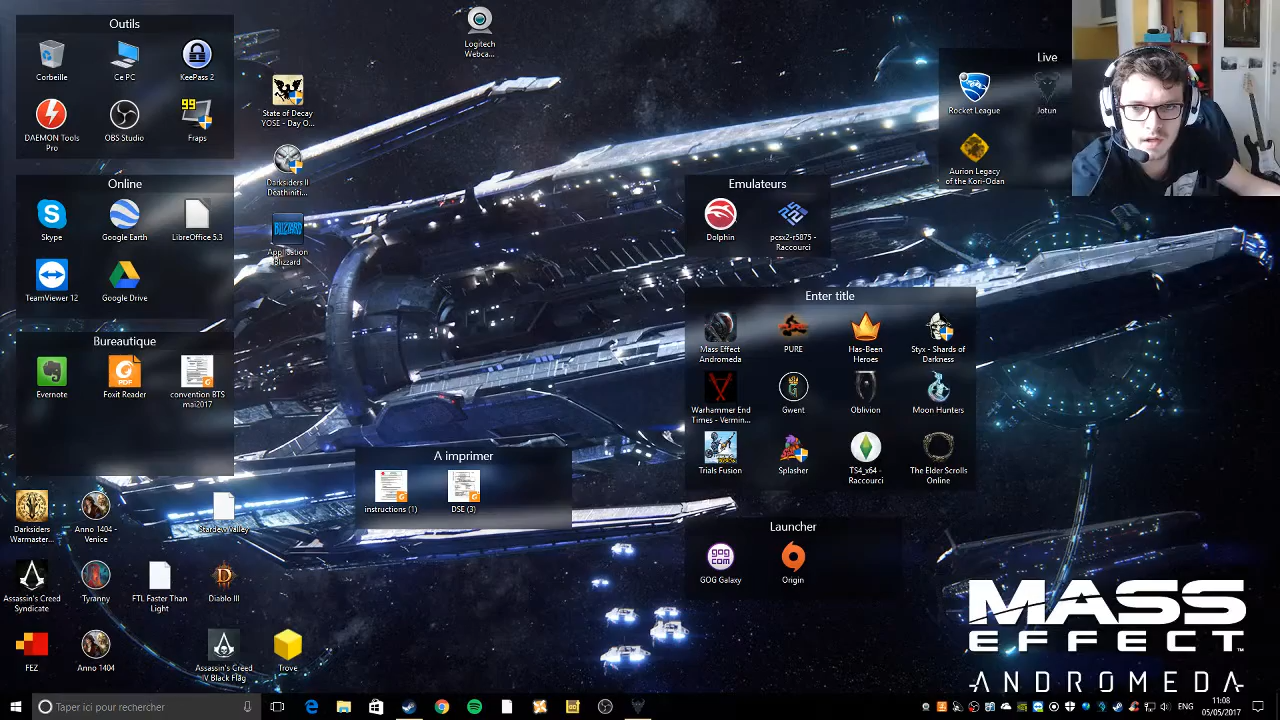 Outils
Corbeille
Ce PC
KeePass 2
DAEMON Tools
Pro
OBS Studio
99
Fraps
Online
Skype
Google Earth
LibreOffice 5.3
TeamViewer 12
Google Drive
Bureautique
Evernote
PDF
Foxit Reader
convention BTS
mai2017
Logitech
Webca...
State of Decay
YOSE - Day O...
Darksiders II
Deathiniti...
BLIZZARD
Application
Blizzard
Live
Rocket League
Jotun
Aurion Legacy
of the Kori-Odan
Emulateurs
Dolphin
pcsx2-r5875 -
Raccourci
Enter title
Mass Effect
Andromeda
PURE
Has-Been
Heroes
Styx - Shards of
Darkness
Warhammer End
Times - Vermin...
Gwent
Oblivion
Moon Hunters
Trials Fusion
Splasher
TS4_x64 -
Raccourci
The Elder Scrolls
Online
A imprimer
instructions (1)
DSE (3)
Launcher
GOG
COM
GOG Galaxy
Origin
Darksiders
Warmaster...
Anno 1404 -
Venice
Stardew Valley
Assassin's Creed
Syndicate
Tyranny
FTL Faster Than
Light
Diablo III
FEZ
Anno 1404
Assassin's Creed
IV Black Flag
Trove
MASS
EFFECT
ANDROMEDA
Taper ici pour rechercher
ENG
11:08
05/05/2017